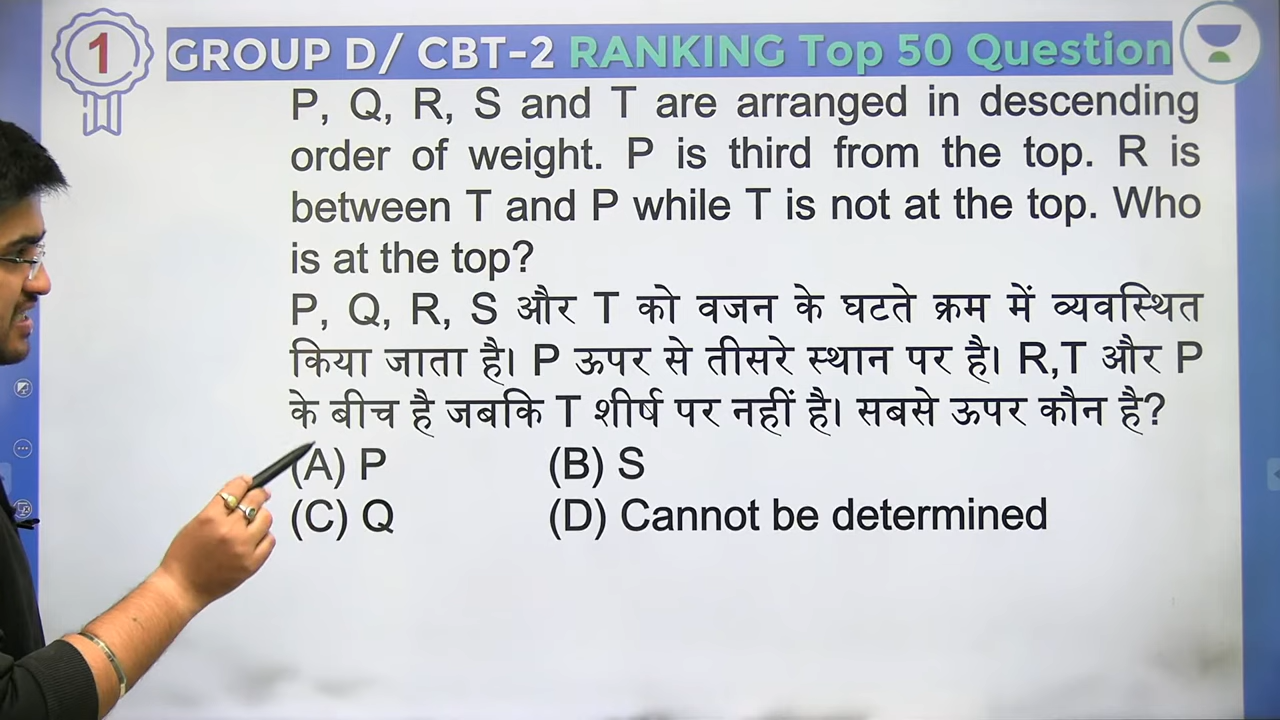 1
GROUP D/ CBT-2 RANKING Top 50 Question
P, Q, R, S and T are arranged in descending
order of weight. P is third from the top. R is
between T and P while T is not at the top. Who
is at the top?
P, Q, R, S और T को वजन के घटते क्रम में व्यवस्थित
किया जाता है। P ऊपर से तीसरे स्थान पर है। R,T और P
के बीच है जबकि T शीर्ष पर नहीं है। सबसे ऊपर कौन है?
(A) P (B) S
(C) Q (D) Cannot be determined